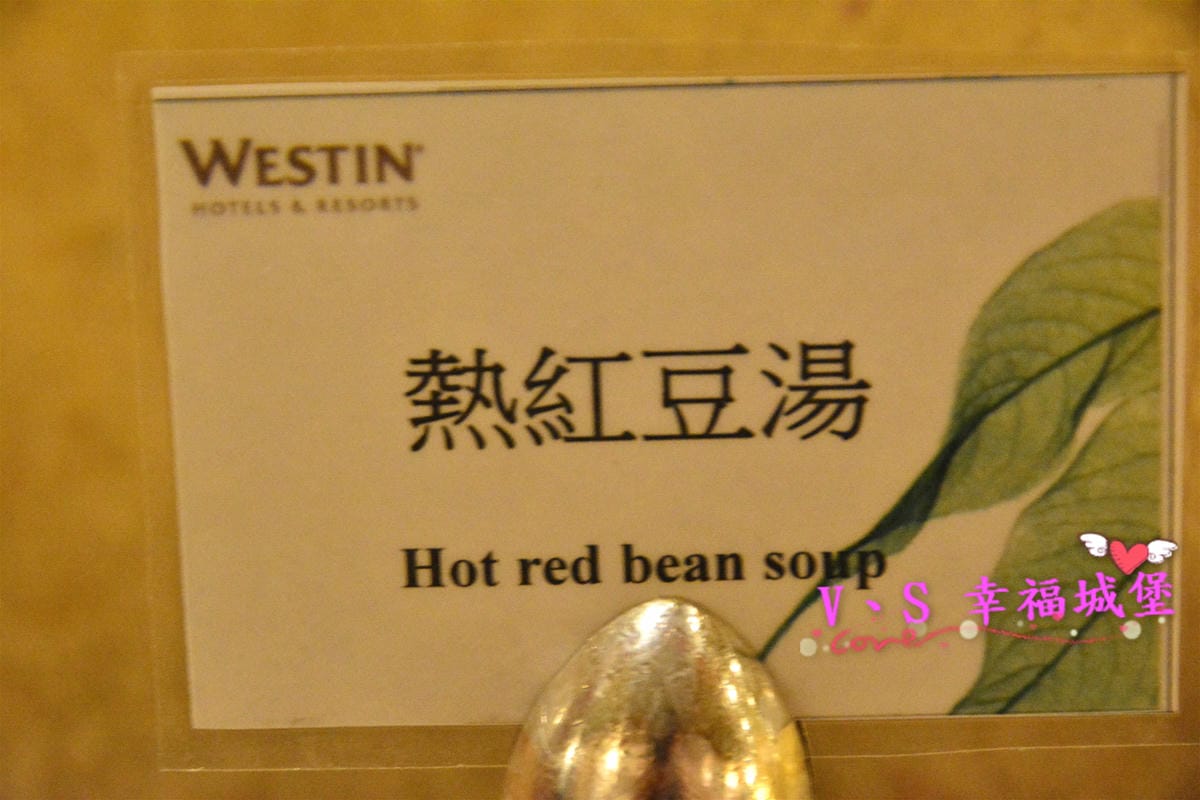 WESTIN
HOTELS & RESORTS
熱紅豆湯
Hot red bean soup
V、S 幸福城堡